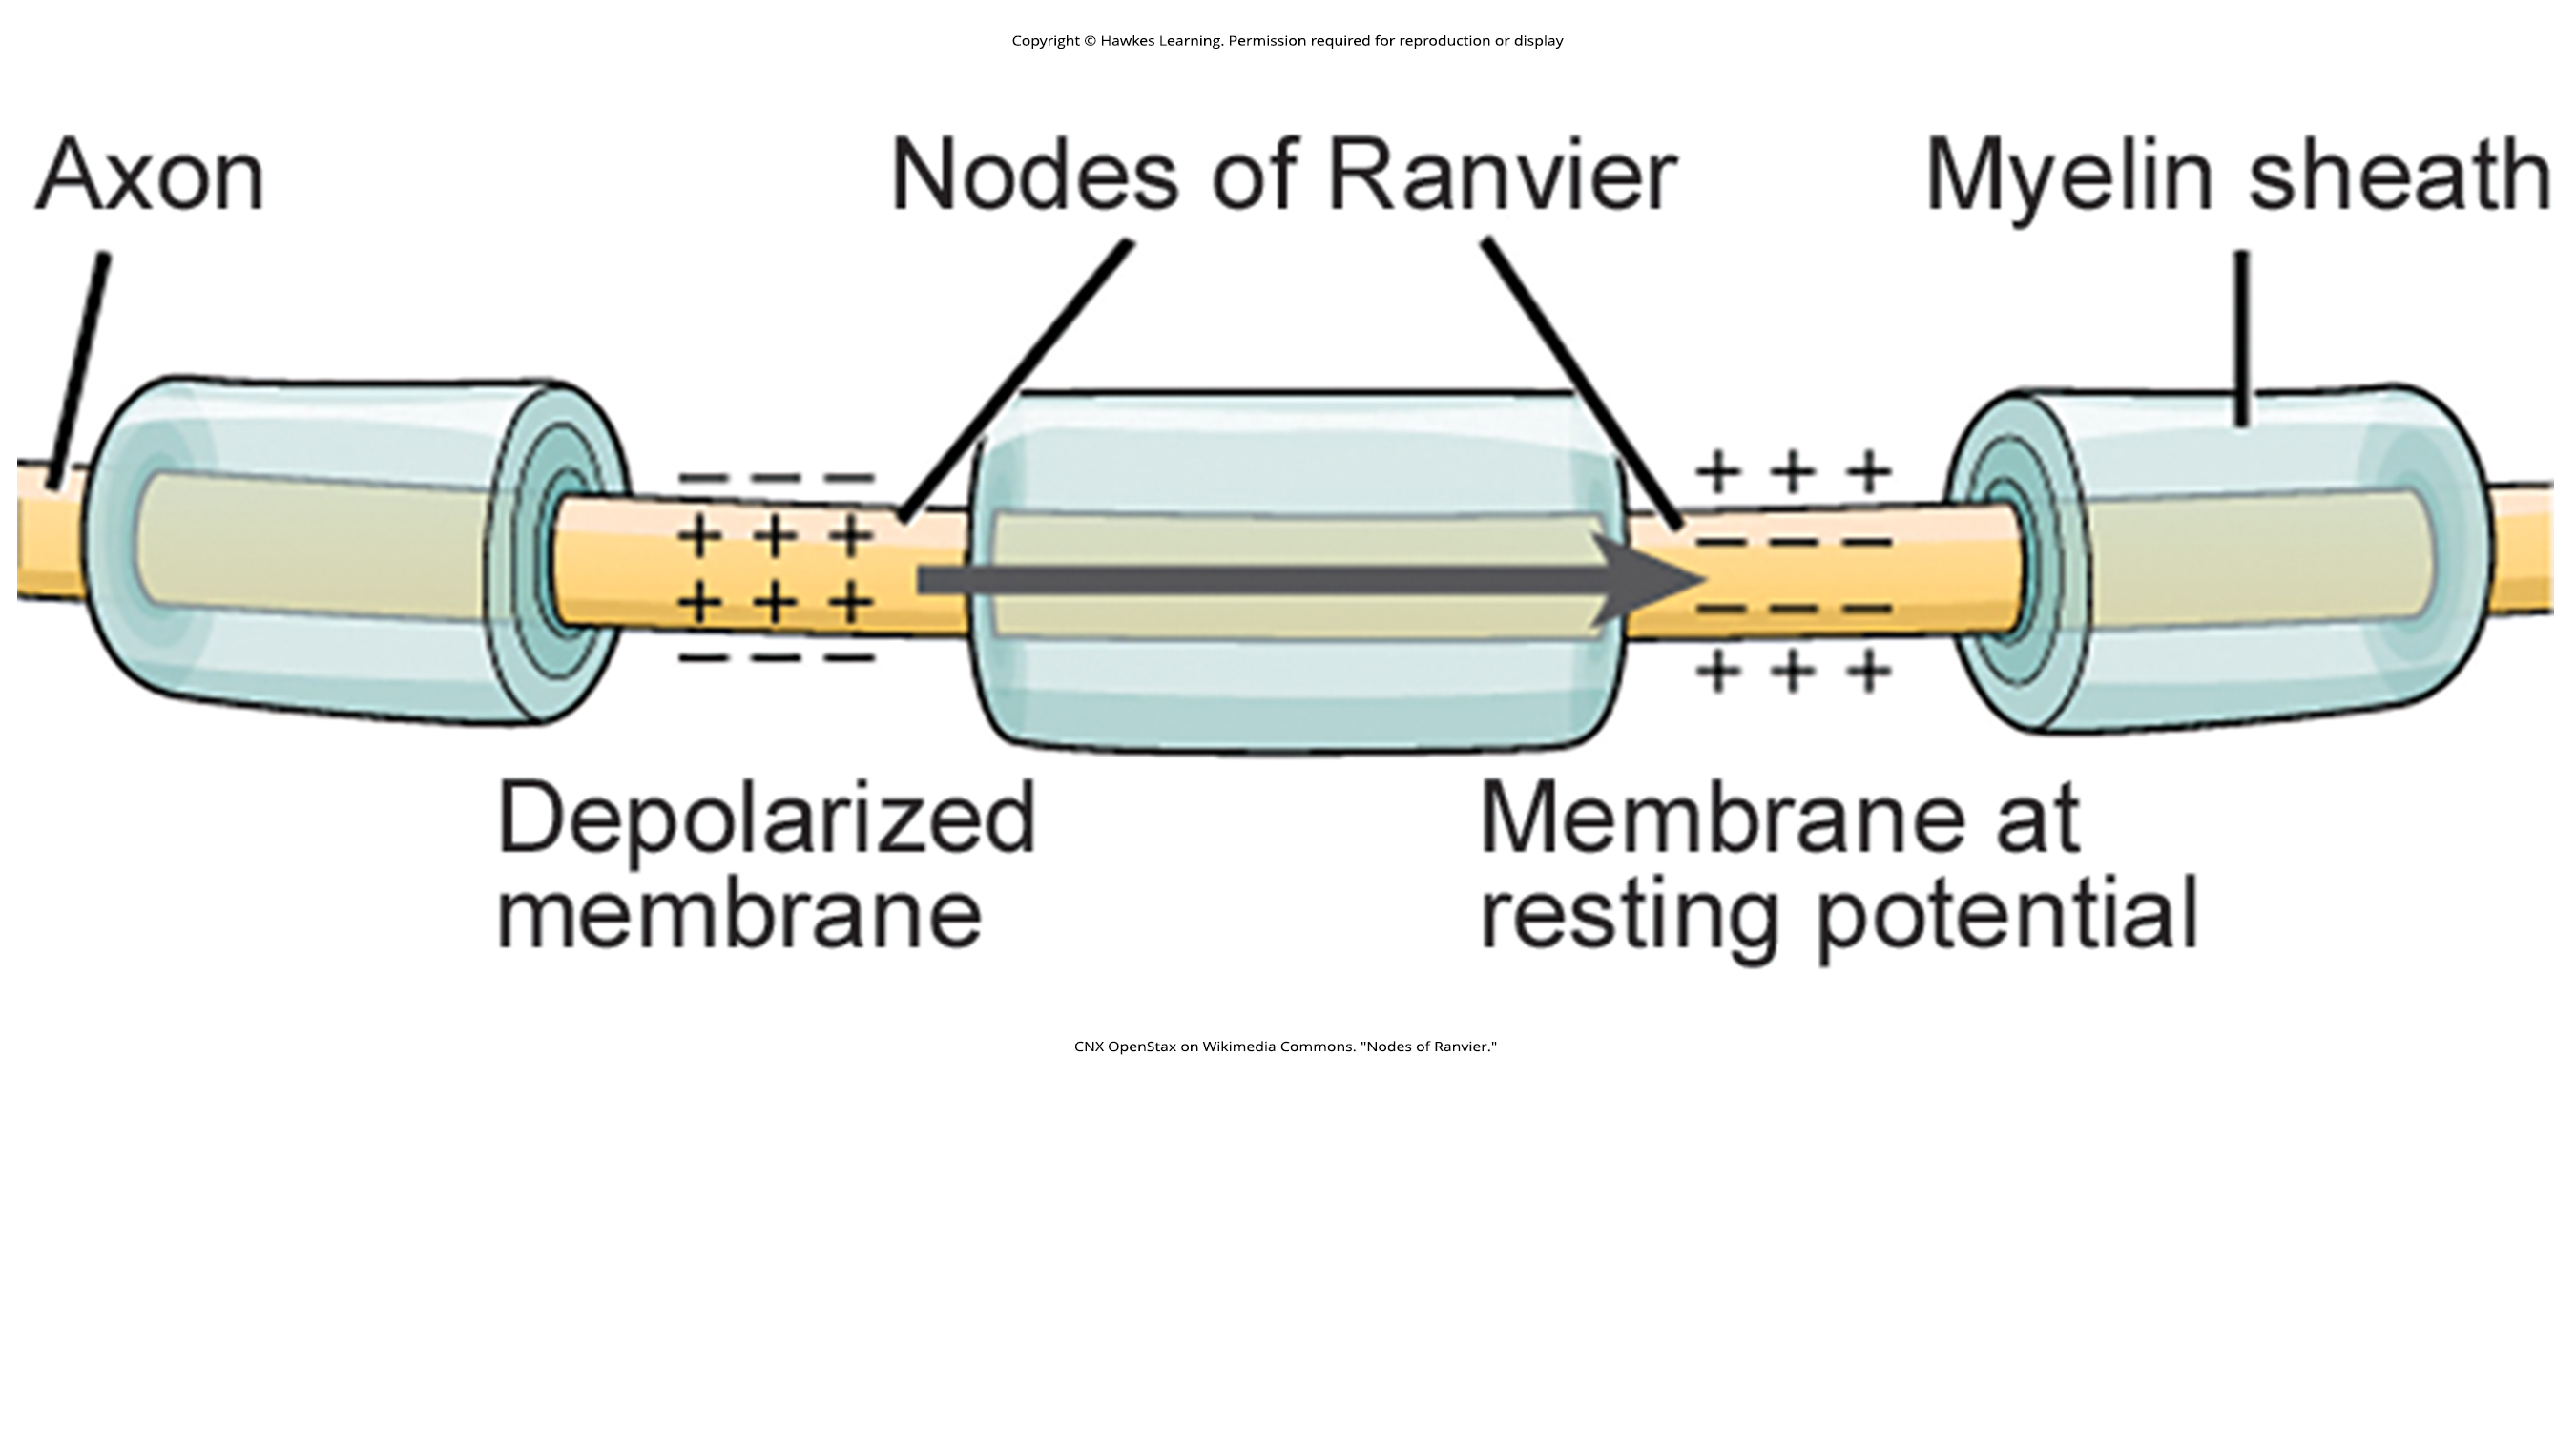 Copyright © Hawkes Learning. Permission required for reproduction or display
Axon
Nodes of Ranvier
Myelin sheath
− − −
+ + +
+ + +
− − −
+ + +
− − −
− − −
+ + +
Depolarized
membrane
Membrane at
resting potential
CNX OpenStax on Wikimedia Commons. "Nodes of Ranvier."